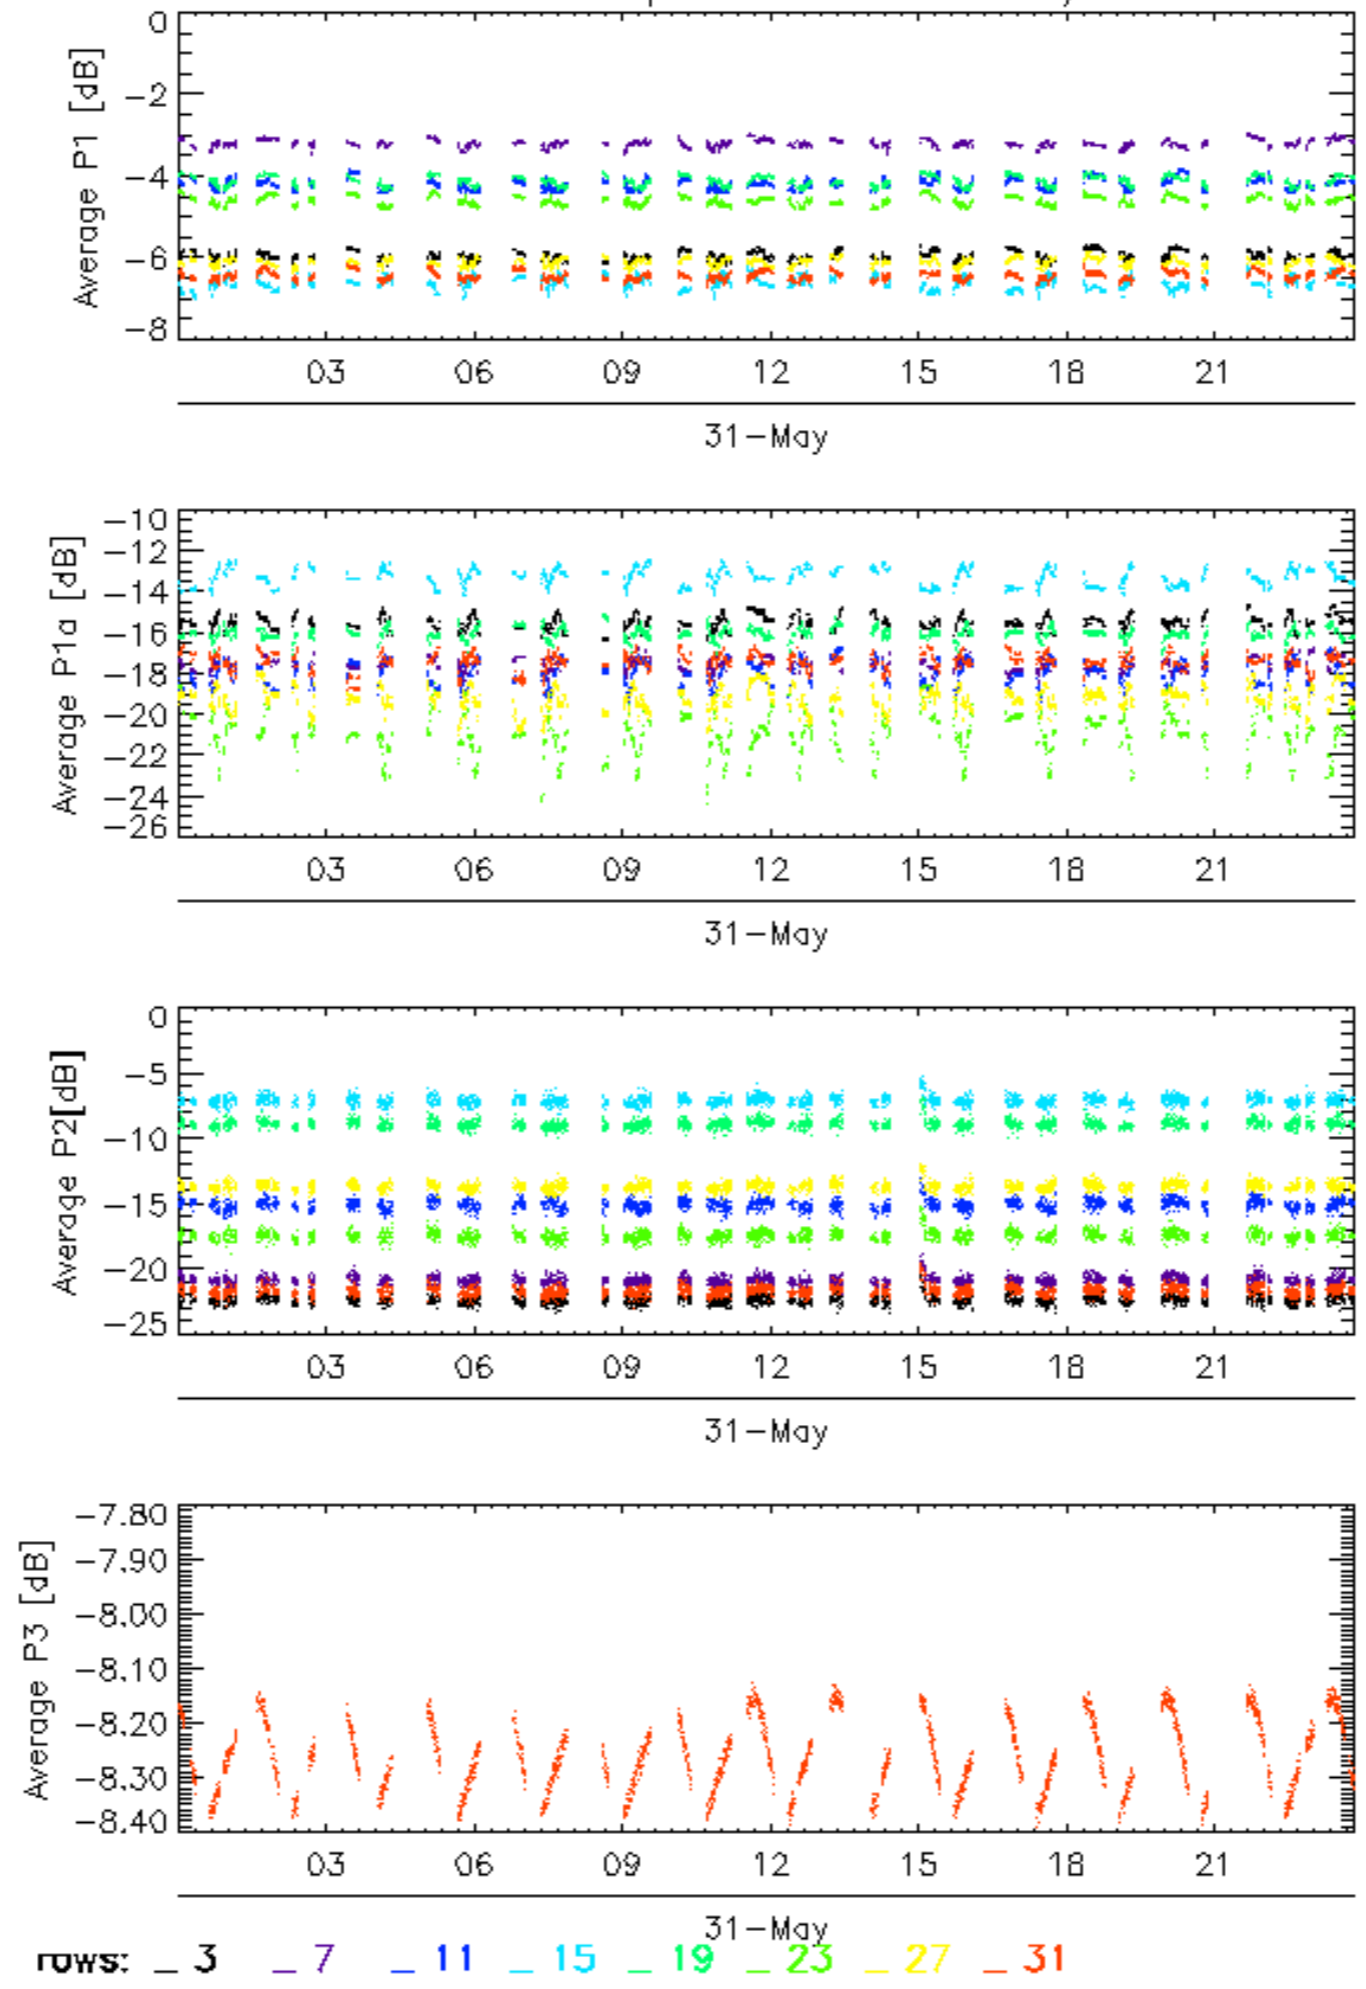 Average P1 [dB]
0
-2
-4
-6
-8
03 06 09 12 15 18 21
31-May
Average P1a [dB]
-10
-12
-14
-16
-18
-20
-22
-24
-26
03 06 09 12 15 18 21
31-May
Average P2[dB]
0
-5
-10
-15
-20
-25
03 06 09 12 15 18 21
31-May
Average P3 [dB]
-7.80
-7.90
-8.00
-8.10
-8.20
-8.30
-8.40
03 06 09 12 15 18 21
31-May
rows: _ 3 _ 7 _ 11 _ 15 _ 19 _ 23 _ 27 _ 31